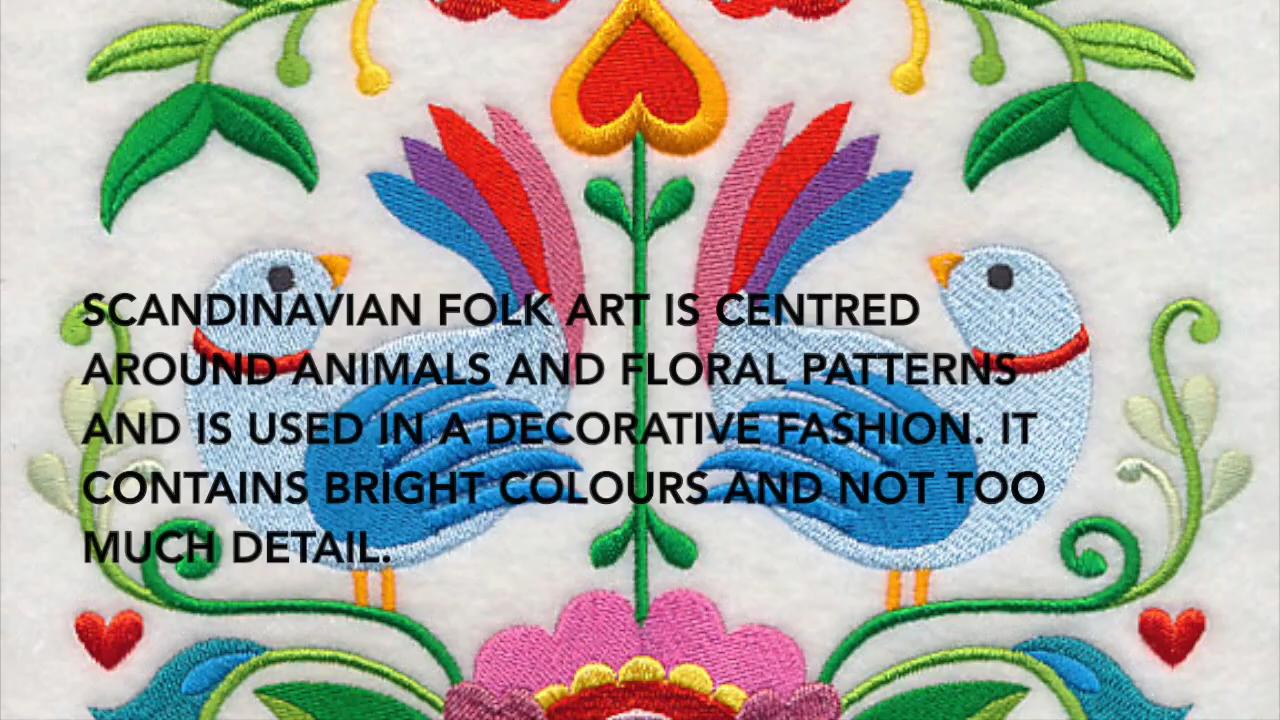 SCANDINAVIAN FOLK ART IS CENTRED
AROUND ANIMALS AND FLORAL PATTERNS
AND IS USED IN A DECORATIVE FASHION. IT
CONTAINS BRIGHT COLOURS AND NOT TOO
MUCH DETAIL.